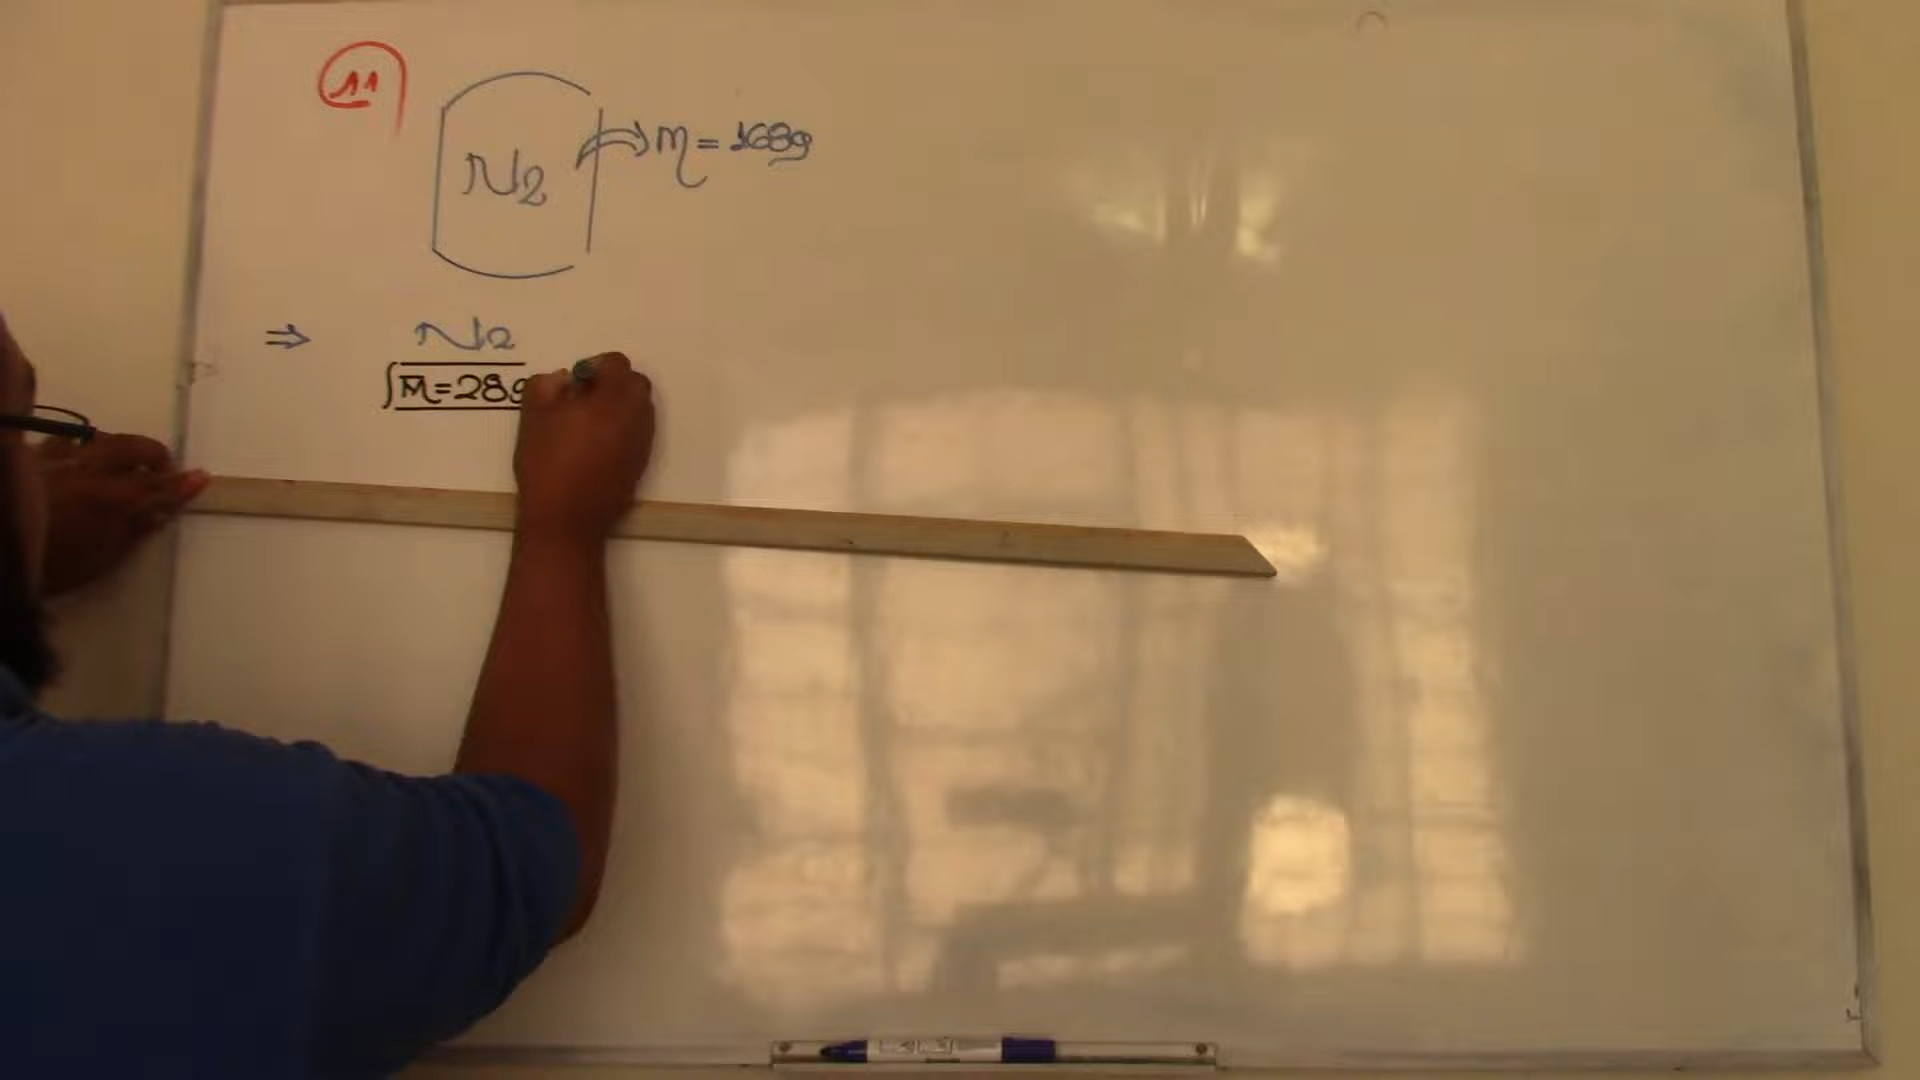 11
N2
m = 168g
⇒ N2
M=28g